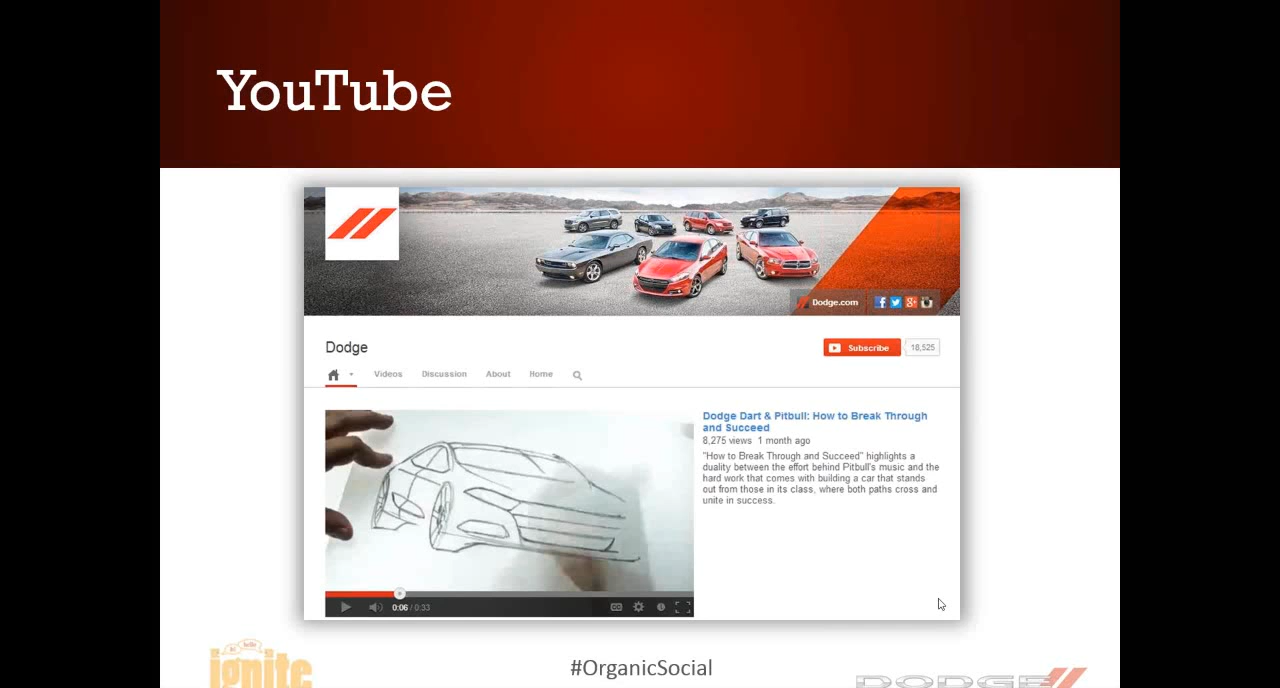 YouTube
Dodge.com
Dodge
Subscribe 18,525
Videos Discussion About Home
Dodge Dart & Pitbull: How to Break Through
and Succeed
8,275 views 1 month ago
"How to Break Through and Succeed" highlights a
duality between the effort behind Pitbull's music and the
hard work that comes with building a car that stands
out from those in its class, where both paths cross and
unite in success.
0:06 / 0:33
hello
ignite
#OrganicSocial
DODGE